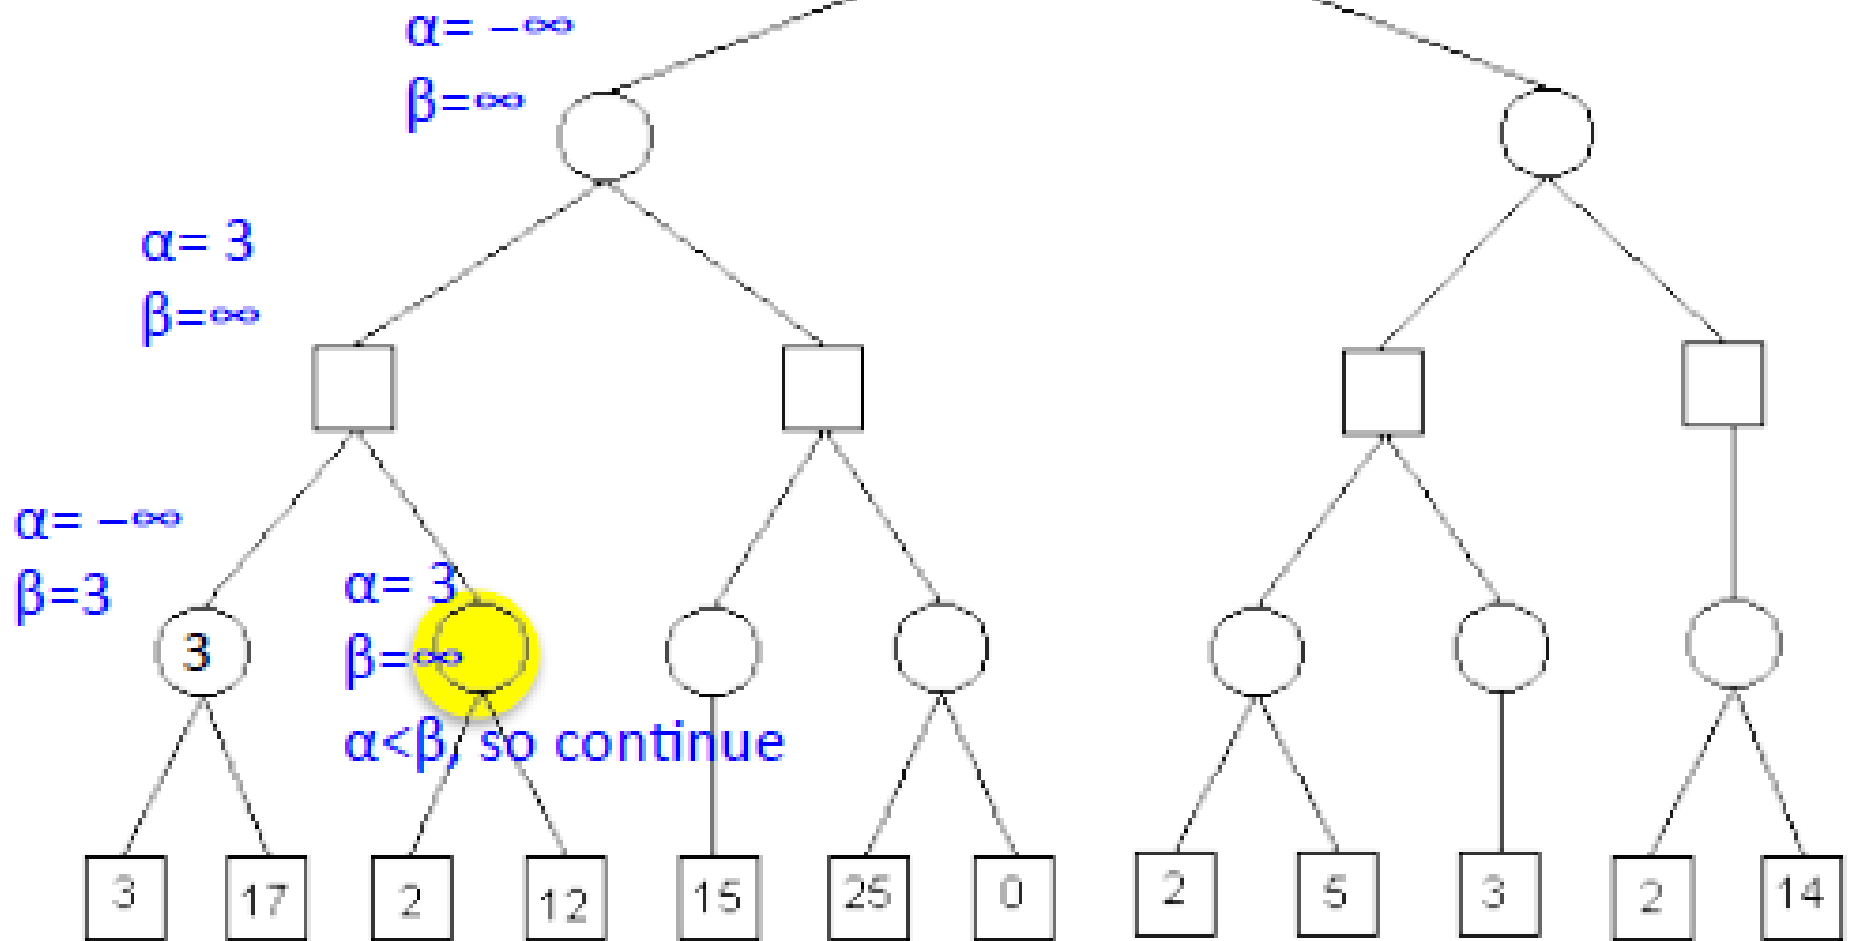 α= −∞
β=∞
α= 3
β=∞
α= −∞
β=3
3
α= 3
β=∞
α<β, so continue
3 17 2 12 15 25 0 2 5 3 2 14